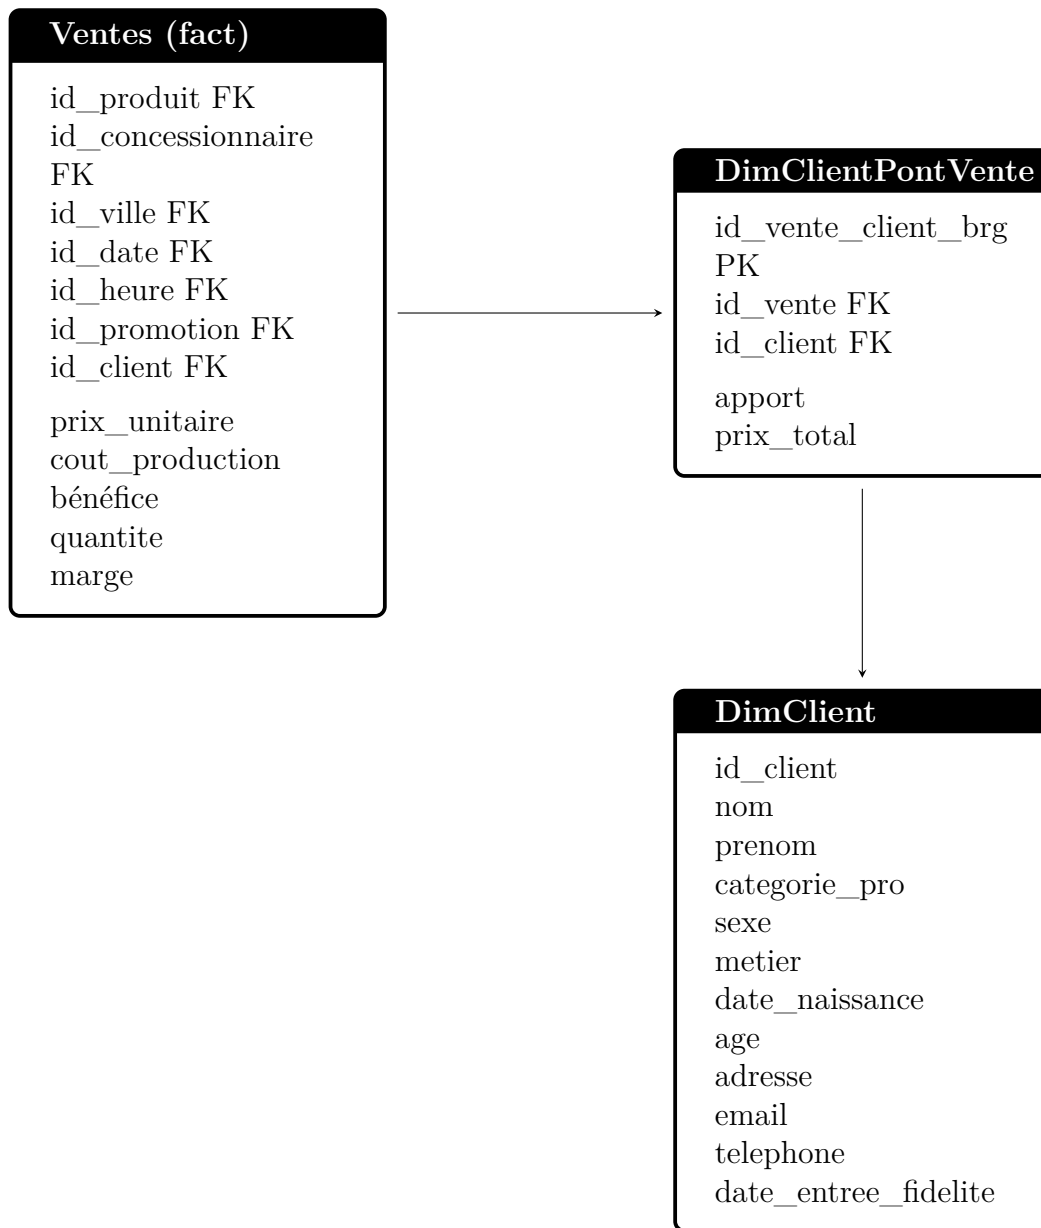 Ventes (fact)
id_produit FK
id_concessionnaire
FK
id_ville FK
id_date FK
id_heure FK
id_promotion FK
id_client FK
prix_unitaire
cout_production
bénéfice
quantite
marge
DimClientPontVente
id_vente_client_brg
PK
id_vente FK
id_client FK
apport
prix_total
DimClient
id_client
nom
prenom
categorie_pro
sexe
metier
date_naissance
age
adresse
email
telephone
date_entree_fidelite